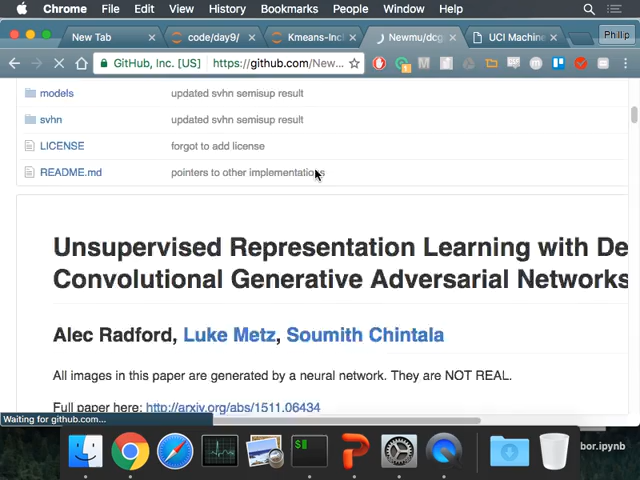 Chrome File Edit View History Bookmarks People Window Help
New Tab code/day9/ Kmeans-Incl Newmu/dcg UCI Machine Philip
GitHub, Inc. [US] https://github.com/New...
models updated svhn semisup result
svhn updated svhn semisup result
LICENSE forgot to add license
README.md pointers to other implementations
Unsupervised Representation Learning with De
Convolutional Generative Adversarial Networks
Alec Radford, Luke Metz, Soumith Chintala
All images in this paper are generated by a neural network. They are NOT REAL.
Full paper here: http://arxiv.org/abs/1511.06434
Waiting for github.com...
bor.ipynb